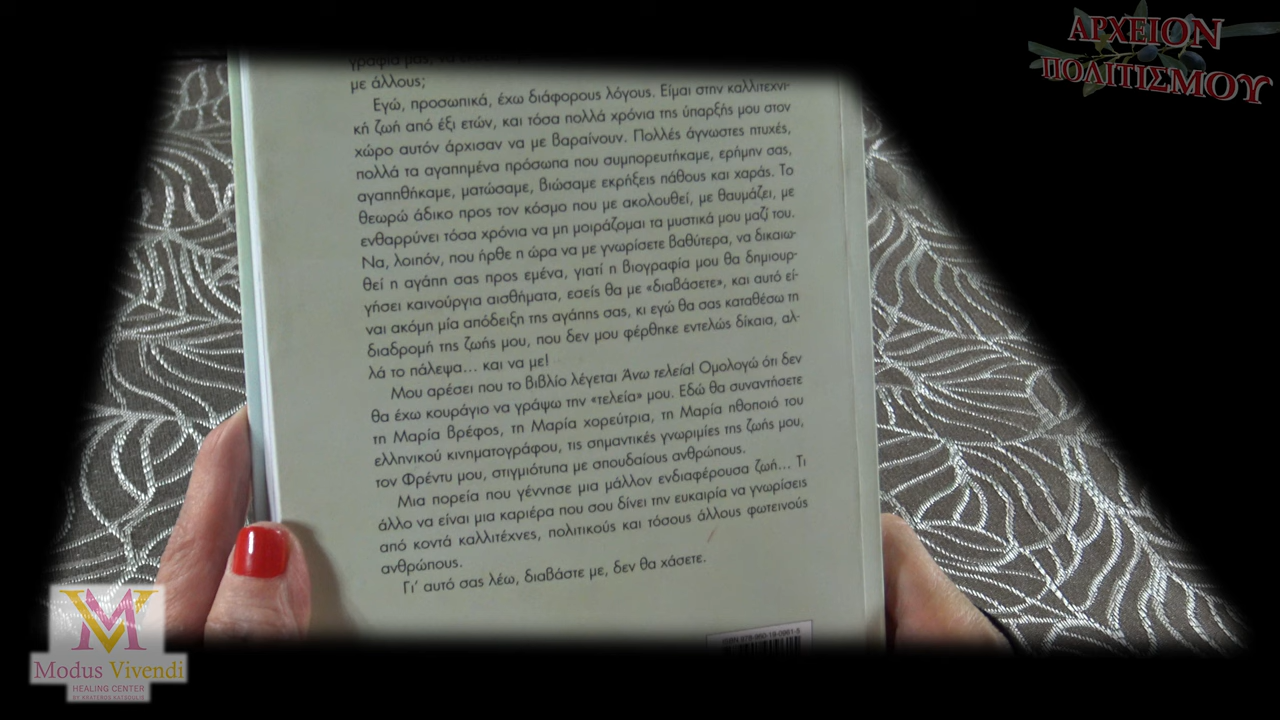 ΑΡΧΕΙΟΝ
ΠΟΛΙΤΙΣΜΟΥ
γραφία μας, να
με άλλους;
Εγώ, προσωπικά, έχω διάφορους λόγους. Είμαι στην καλλιτεχνι-
κή ζωή από έξι ετών, και τόσα πολλά χρόνια της ύπαρξής μου στον
χώρο αυτόν άρχισαν να με βαραίνουν. Πολλές άγνωστες πτυχές,
πολλά τα αγαπημένα πρόσωπα που συμπορευτήκαμε, ερήμην σας,
αγαπηθήκαμε, ματώσαμε, βιώσαμε εκρήξεις πάθους και χαράς. Το
θεωρώ άδικο προς τον κόσμο που με ακολουθεί, με θαυμάζει, με
ενθαρρύνει τόσα χρόνια να μη μοιράζομαι τα μυστικά μου μαζί του.
Να, λοιπόν, που ήρθε η ώρα να με γνωρίσετε βαθύτερα, να δικαιω-
θεί η αγάπη σας προς εμένα, γιατί η βιογραφία μου θα δημιουρ-
γήσει καινούργια αισθήματα, εσείς θα με «διαβάσετε», και αυτό εί-
ναι ακόμη μία απόδειξη της αγάπης σας, κι εγώ θα σας καταθέσω τη
διαδρομή της ζωής μου, που δεν μου φέρθηκε εντελώς δίκαια, αλ-
λά το πάλεψα... και να με!
Μου αρέσει που το βιβλίο λέγεται Άνω τελεία! Ομολογώ ότι δεν
θα έχω κουράγιο να γράψω την «τελεία» μου. Εδώ θα συναντήσετε
τη Μαρία βρέφος, τη Μαρία χορεύτρια, τη Μαρία ηθοποιό του
ελληνικού κινηματογράφου, τις σημαντικές γνωριμίες της ζωής μου,
τον Φρέντυ μου, στιγμιότυπα με σπουδαίους ανθρώπους.
Μια πορεία που γέννησε μια μάλλον ενδιαφέρουσα ζωή... Τι
άλλο να είναι μια καριέρα που σου δίνει την ευκαιρία να γνωρίσεις
από κοντά καλλιτέχνες, πολιτικούς και τόσους άλλους φωτεινούς
ανθρώπους.
Γι' αυτό σας λέω, διαβάστε με, δεν θα χάσετε.
MV
Modus Vivendi
HEALING CENTER
BY KRATEROS KATSOULIS